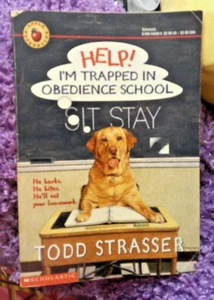 HELP!
I'M TRAPPED IN
OBEDIENCE SCHOOL
SIT STAY
He barks.
He bites.
He'll eat
your homework.
TODD STRASSER
SCHOLASTIC